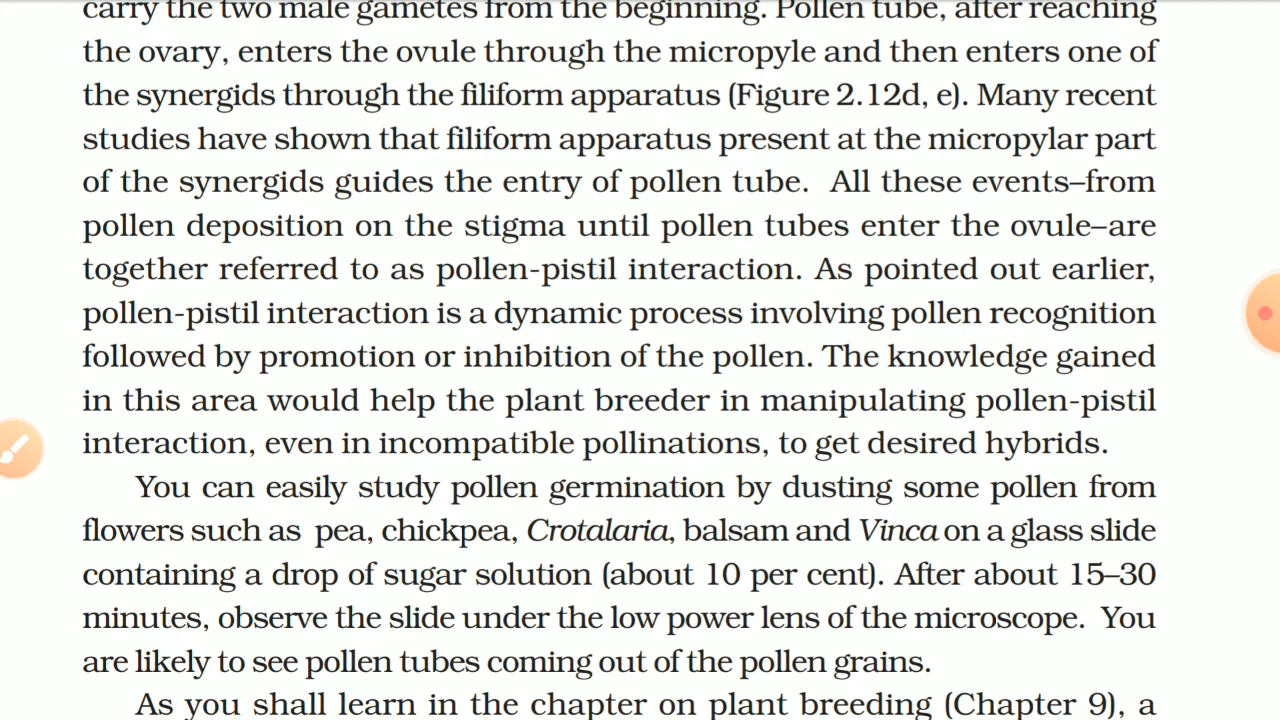 carry the two male gametes from the beginning. Pollen tube, after reaching
the ovary, enters the ovule through the micropyle and then enters one of
the synergids through the filiform apparatus (Figure 2.12d, e). Many recent
studies have shown that filiform apparatus present at the micropylar part
of the synergids guides the entry of pollen tube.  All these events–from
pollen deposition on the stigma until pollen tubes enter the ovule–are
together referred to as pollen-pistil interaction. As pointed out earlier,
pollen-pistil interaction is a dynamic process involving pollen recognition
followed by promotion or inhibition of the pollen. The knowledge gained
in this area would help the plant breeder in manipulating pollen-pistil
interaction, even in incompatible pollinations, to get desired hybrids.
You can easily study pollen germination by dusting some pollen from
flowers such as  pea, chickpea, Crotalaria, balsam and Vinca on a glass slide
containing a drop of sugar solution (about 10 per cent). After about 15–30
minutes, observe the slide under the low power lens of the microscope.  You
are likely to see pollen tubes coming out of the pollen grains.
As you shall learn in the chapter on plant breeding (Chapter 9), a